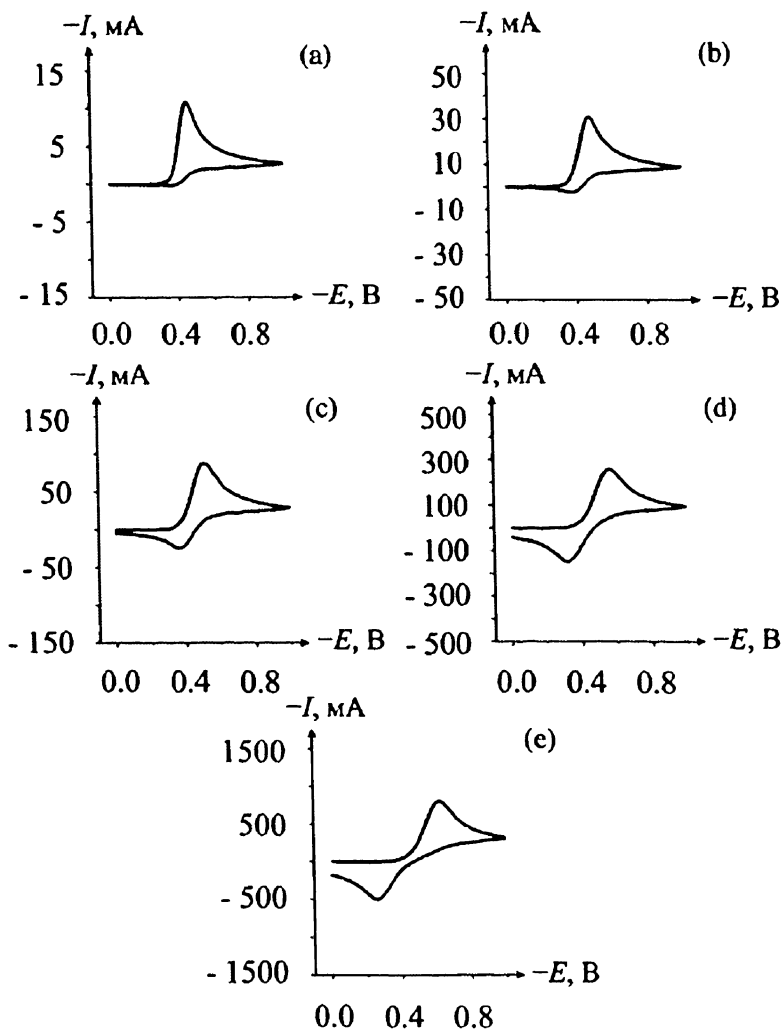 −I, мА
(a)
15
5
- 5
- 15
−E, В
0.0 0.4 0.8
−I, мА
(b)
50
30
10
- 10
- 30
- 50
−E, В
0.0 0.4 0.8
−I, мА
(c)
150
50
- 50
- 150
−E, В
0.0 0.4 0.8
−I, мА
(d)
500
300
100
- 100
- 300
- 500
−E, В
0.0 0.4 0.8
−I, мА
(e)
1500
500
- 500
- 1500
−E, В
0.0 0.4 0.8